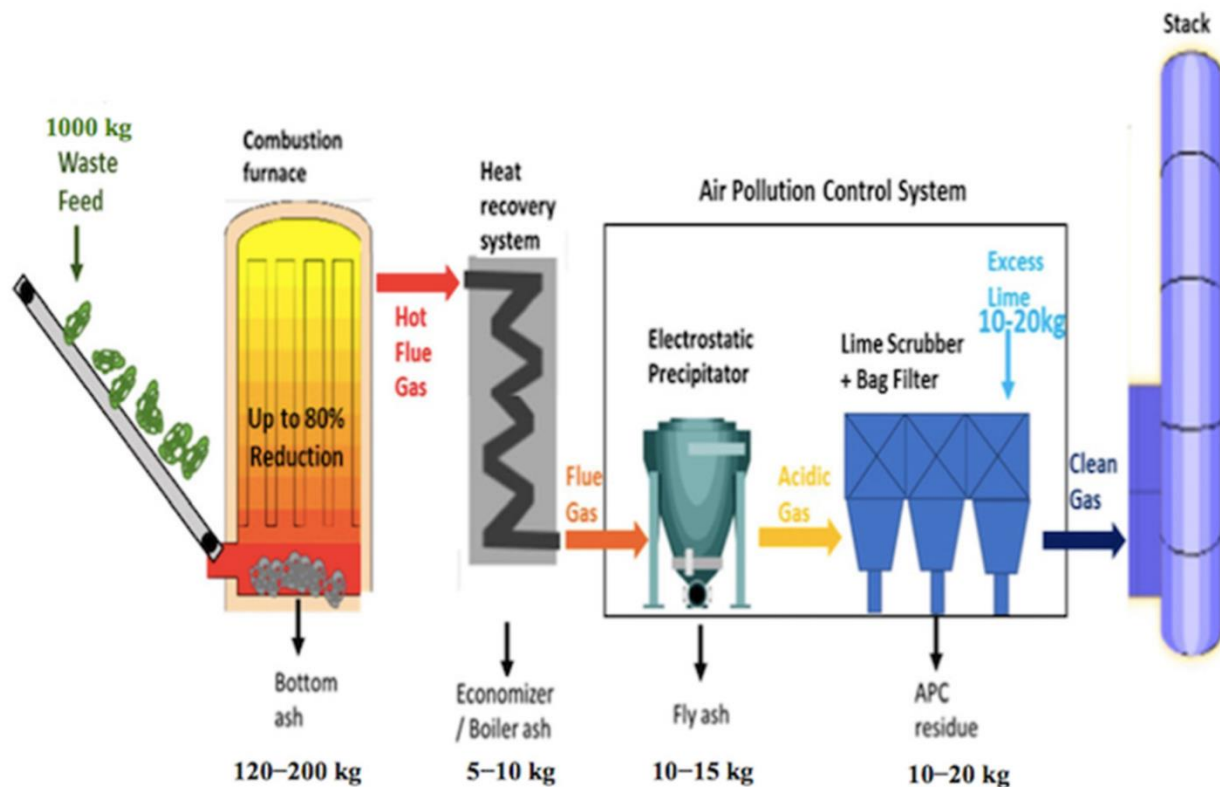 Stack
1000 kg
Waste
Feed
Combustion
furnace
Heat
recovery
system
Air Pollution Control System
Excess
Lime
10-20kg
Hot
Flue
Gas
Electrostatic
Precipitator
Lime Scrubber
+ Bag Filter
Up to 80%
Reduction
Flue
Gas
Acidic
Gas
Clean
Gas
Bottom
ash
Economizer
/ Boiler ash
Fly ash
APC
residue
120−200 kg
5−10 kg
10−15 kg
10−20 kg